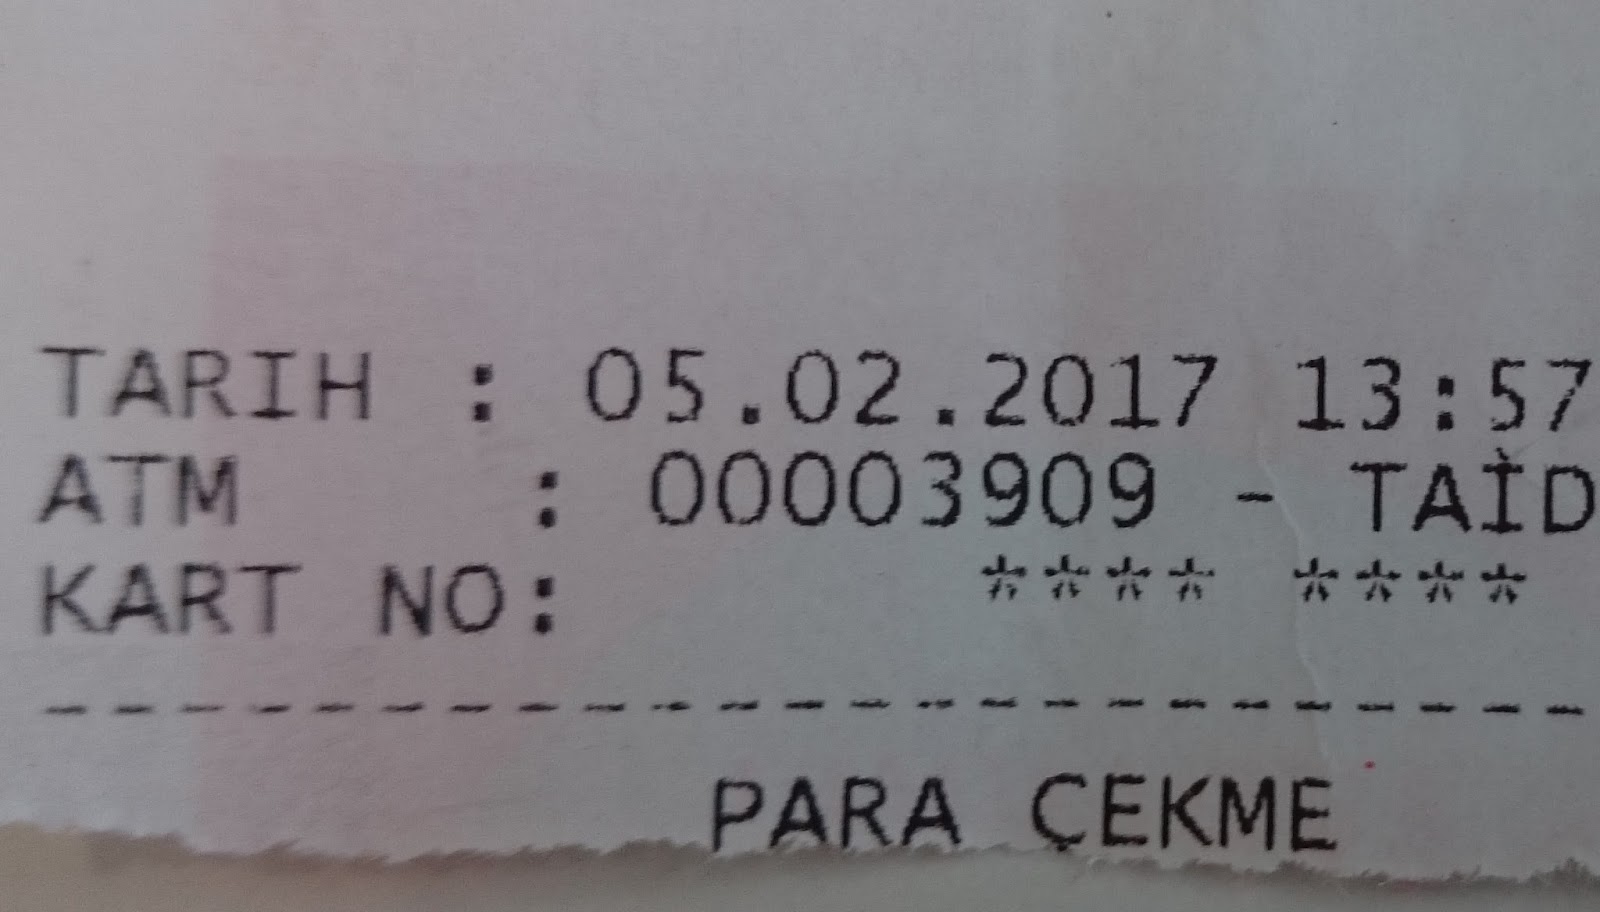 TARIH : 05.02.2017 13:57
ATM : 00003909 - TAİD
KART NO: **** ****
------------------------
PARA ÇEKME